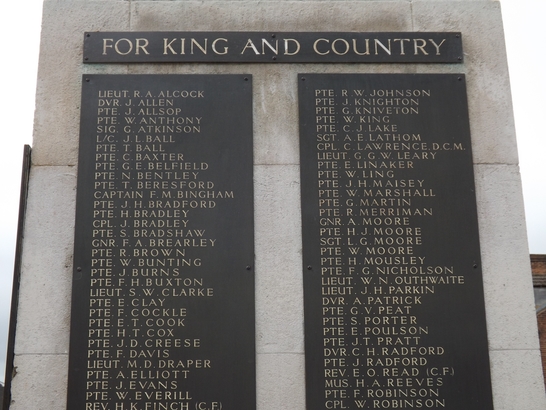 FOR KING AND COUNTRY
LIEUT. R. A. ALCOCK
DVR. J. ALLEN
PTE. J. ALLSOP
PTE. W. ANTHONY
SIG. G. ATKINSON
L/C. J. L. BALL
PTE. T. BALL
PTE. C. BAXTER
PTE. G. E. BELFIELD
PTE. N. BENTLEY
PTE. T. BERESFORD
CAPTAIN F. M. BINGHAM
PTE. J. H. BRADFORD
PTE. H. BRADLEY
CPL. J. BRADLEY
PTE. S. BRADSHAW
GNR. F. A. BREARLEY
PTE. R. BROWN
PTE. W. BUNTING
PTE. J. BURNS
PTE. F. H. BUXTON
LIEUT. S. W. CLARKE
PTE. E. CLAY
PTE. F. COCKLE
PTE. E. T. COOK
PTE. H. T. COX
PTE. J. D. CREESE
PTE. F. DAVIS
LIEUT. M. D. DRAPER
PTE. A. ELLIOTT
PTE. J. EVANS
PTE. W. EVERILL
REV. H. K. FINCH (C.F)
PTE. R. W. JOHNSON
PTE. J. KNIGHTON
PTE. G. KNIVETON
PTE. W. KING
PTE. C. J. LAKE
SGT. A. E. LATHOM
CPL. C. LAWRENCE. D.C.M.
LIEUT. G. G. W. LEARY
PTE. E. LINAKER
PTE. W. LING
PTE. J. H. MAISEY
PTE. W. MARSHALL
PTE. G. MARTIN
PTE. R. MERRIMAN
GNR. A. MOORE
PTE. H. J. MOORE
SGT. L. G. MOORE
PTE. W. MOORE
PTE. H. MOUSLEY
PTE. F. G. NICHOLSON
LIEUT. W. N. OUTHWAITE
LIEUT. J. H. PARKIN
DVR. A. PATRICK
PTE. G. V. PEAT
PTE. S. PORTER
PTE. E. POULSON
PTE. J. T. PRATT
DVR. C. H. RADFORD
PTE. J. RADFORD
REV. E. O. READ (C.F)
MUS. H. A. REEVES
PTE. F. ROBINSON
CPL. W. ROBINSON